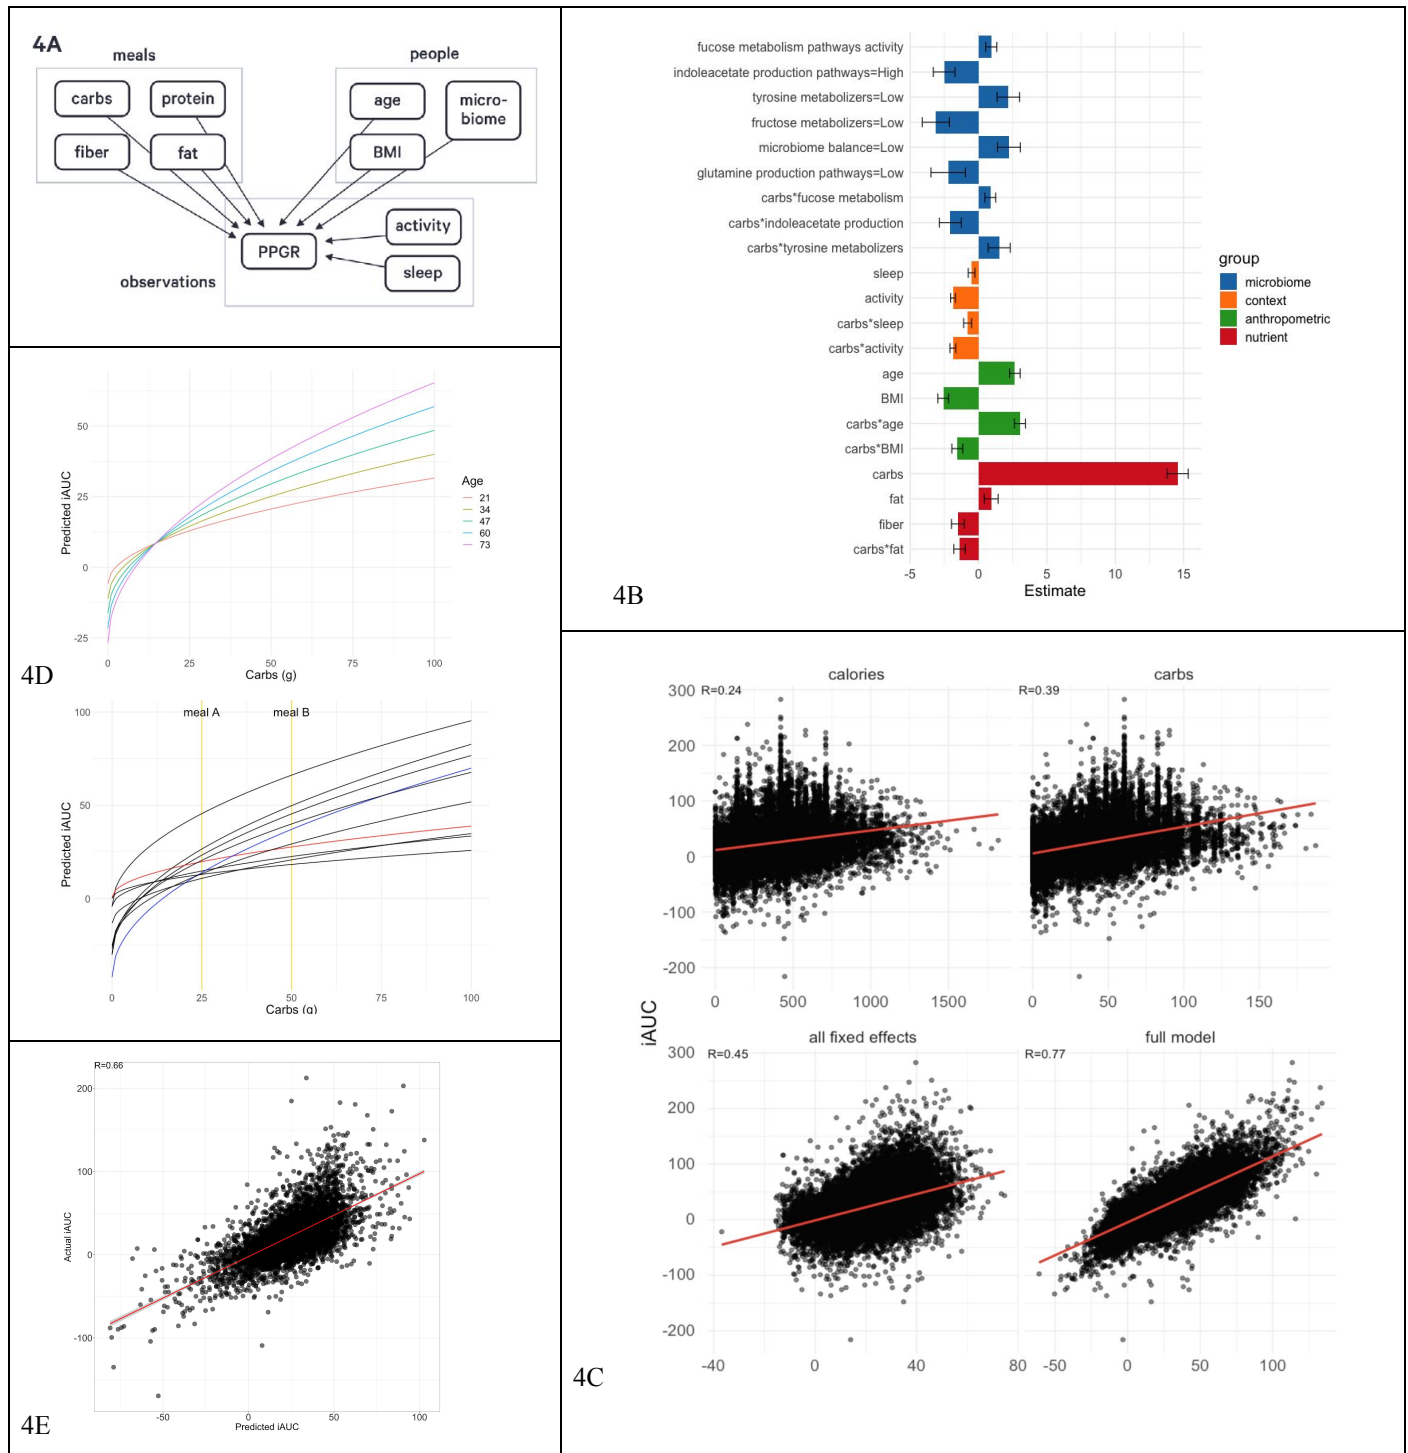 4A
meals
people
carbs
protein
age
micro-
biome
fiber
fat
BMI
activity
PPGR
sleep
observations
fucose metabolism pathways activity
indoleacetate production pathways=High
tyrosine metabolizers=Low
fructose metabolizers=Low
microbiome balance=Low
glutamine production pathways=Low
carbs*fucose metabolism
carbs*indoleacetate production
carbs*tyrosine metabolizers
sleep
activity
carbs*sleep
carbs*activity
age
BMI
carbs*age
carbs*BMI
carbs
fat
fiber
carbs*fat
-5 0 5 10 15
Estimate
group
microbiome
context
anthropometric
nutrient
4B
50
25
0
-25
Predicted iAUC
0 25 50 75 100
Carbs (g)
Age
21
34
47
60
73
4D
meal A meal B
100
50
0
Predicted iAUC
0 25 50 75 100
Carbs (g)
calories
carbs
R=0.24
R=0.39
300
200
100
0
-100
-200
0 500 1000 1500
0 50 100 150
iAUC
all fixed effects
full model
R=0.45
R=0.77
300
200
100
0
-100
-200
-40 0 40 80
-50 0 50 100
4C
R=0.66
200
100
0
-100
Actual iAUC
-50 0 50 100
Predicted iAUC
4E